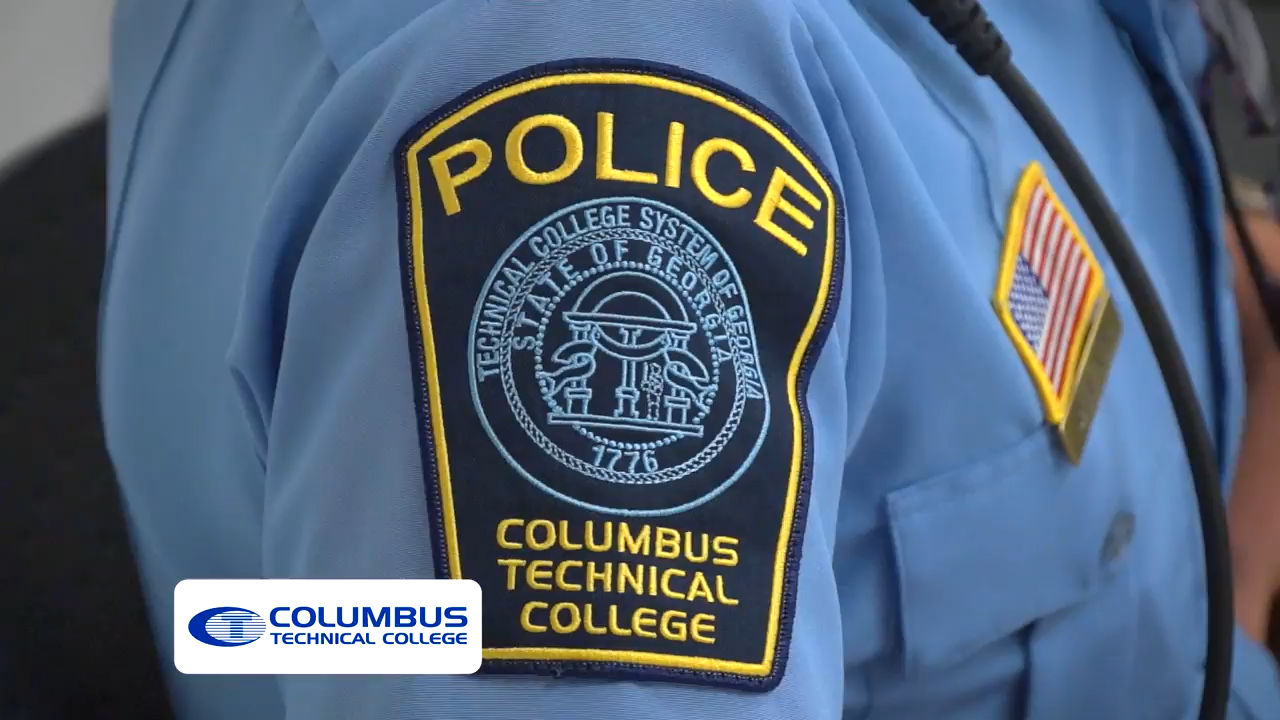 POLICE
TECHNICAL COLLEGE SYSTEM OF GEORGIA
STATE OF GEORGIA
1776
COLUMBUS
TECHNICAL
COLLEGE
COLUMBUS
TECHNICAL COLLEGE